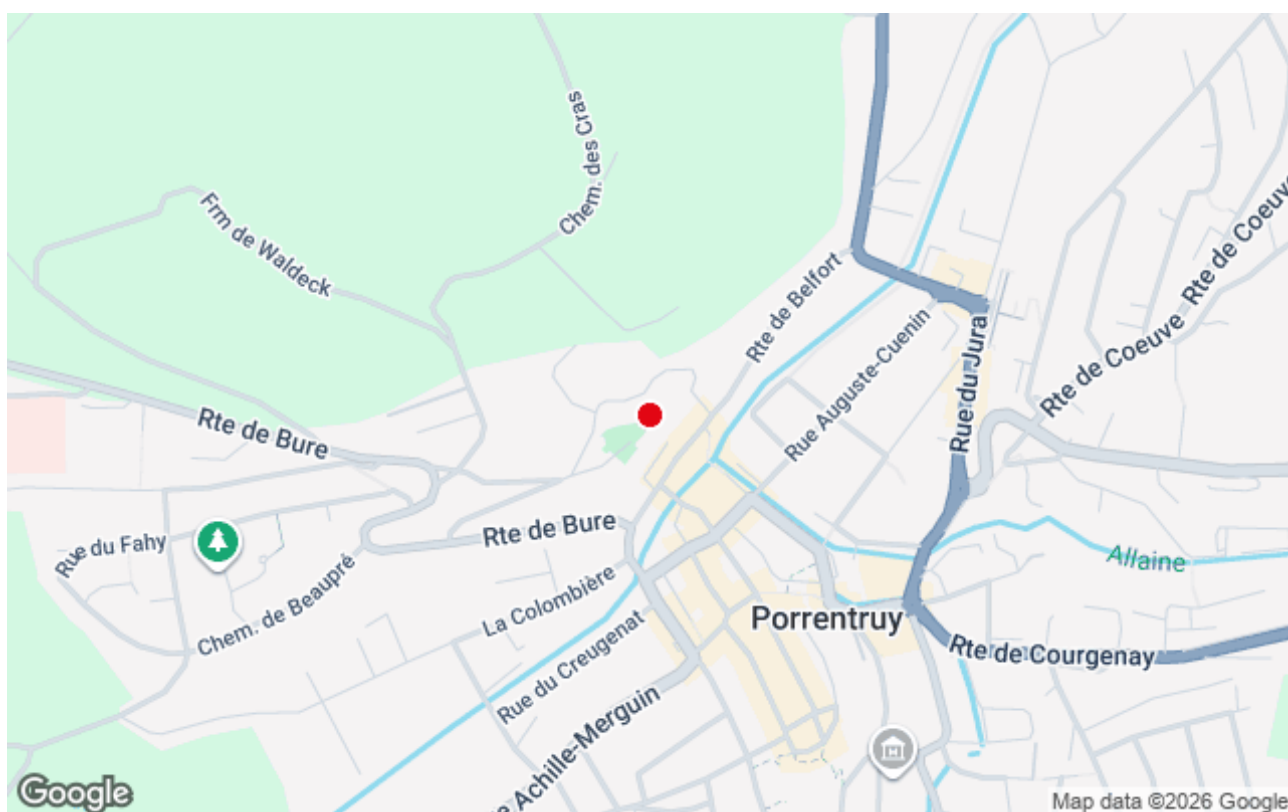 Chem. des Cras
Frm de Waldeck
Rte de Belfort
Rte de Coeuve
Rue Auguste-Cuenin
Rue du Jura
Rte de Coeuve
Rte de Bure
Rte de Bure
Rue du Fahy
Allaine
La Colombière
Chem. de Beaupré
Porrentruy
Rue du Creugenat
Rte de Courgenay
Achille-Merguin
Google
Map data ©2026 Google